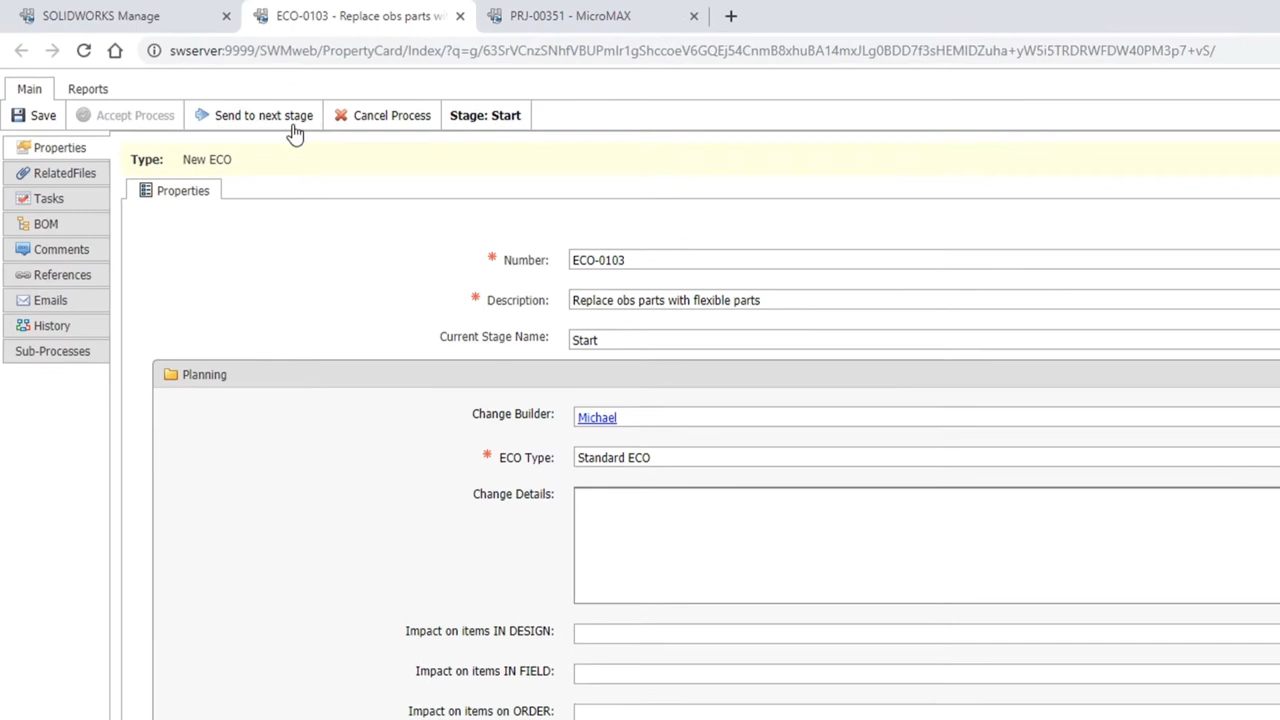 SOLIDWORKS Manage
ECO-0103 - Replace obs parts wi
PRJ-00351 - MicroMAX
swserver:9999/SWMweb/PropertyCard/Index/?q=g/63SrVCnzSNhfVBUPmIr1gShccoeV6GQEj54CnmB8xhuBA14mxJLg0BDD7f3sHEMIDZuha+yW5i5TRDRWFDW40PM3p7+vS/
Main Reports
Save Accept Process Send to next stage Cancel Process Stage: Start
Properties
RelatedFiles
Tasks
BOM
Comments
References
Emails
History
Sub-Processes
Type: New ECO
Properties
* Number: ECO-0103
* Description: Replace obs parts with flexible parts
Current Stage Name: Start
Planning
Change Builder: Michael
* ECO Type: Standard ECO
Change Details:
Impact on items IN DESIGN:
Impact on items IN FIELD:
Impact on items on ORDER: